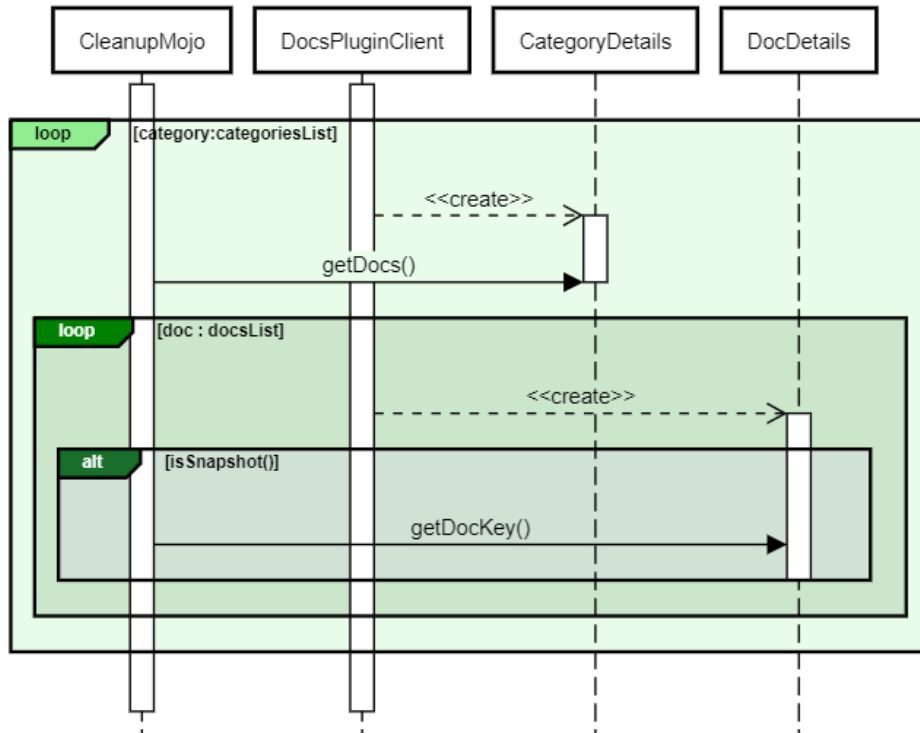 CleanupMojo
DocsPluginClient
CategoryDetails
DocDetails
loop
[category:categoriesList]
<<create>>
getDocs()
loop
[doc : docsList]
<<create>>
alt
[isSnapshot()]
getDocKey()